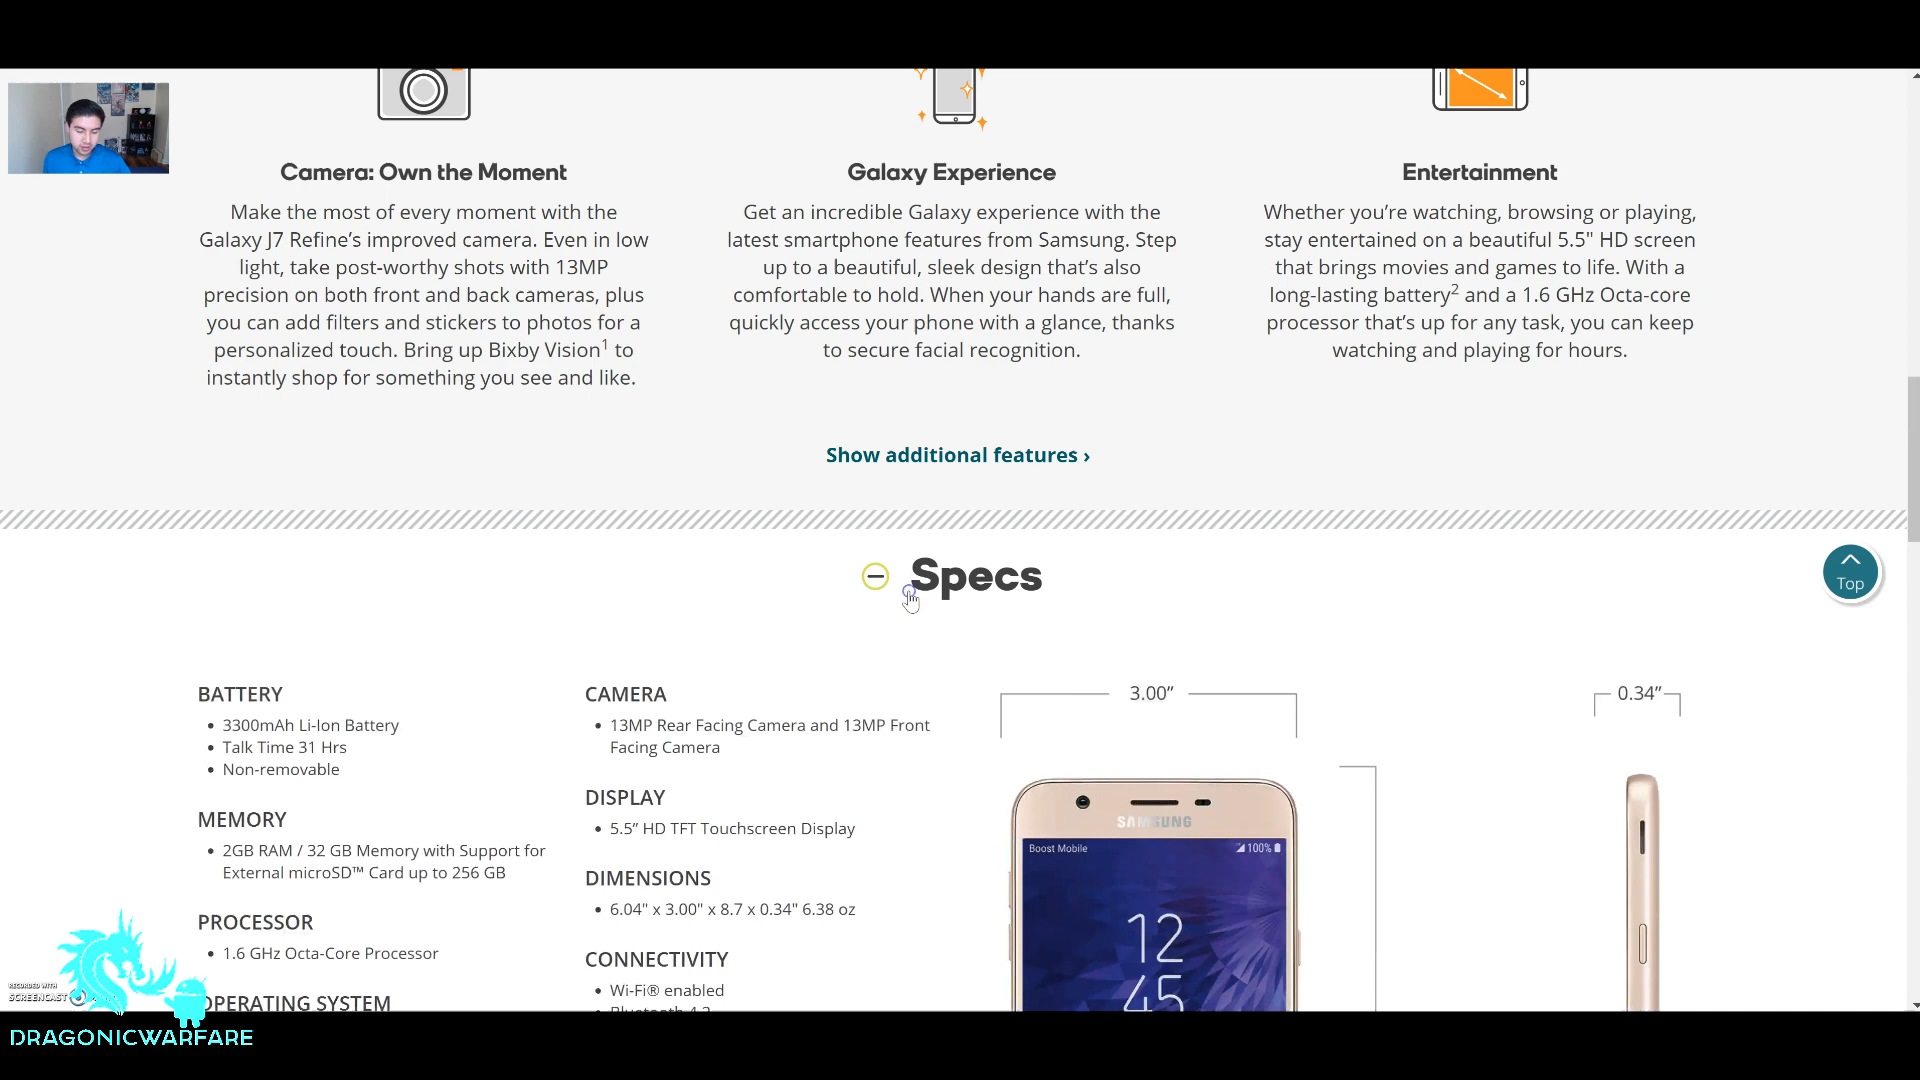 Camera: Own the Moment
Make the most of every moment with the
Galaxy J7 Refine’s improved camera. Even in low
light, take post-worthy shots with 13MP
precision on both front and back cameras, plus
you can add filters and stickers to photos for a
personalized touch. Bring up Bixby Vision1 to
instantly shop for something you see and like.
Galaxy Experience
Get an incredible Galaxy experience with the
latest smartphone features from Samsung. Step
up to a beautiful, sleek design that’s also
comfortable to hold. When your hands are full,
quickly access your phone with a glance, thanks
to secure facial recognition.
Entertainment
Whether you’re watching, browsing or playing,
stay entertained on a beautiful 5.5" HD screen
that brings movies and games to life. With a
long-lasting battery2 and a 1.6 GHz Octa-core
processor that’s up for any task, you can keep
watching and playing for hours.
Show additional features ›
Specs
Top
BATTERY
• 3300mAh Li-Ion Battery
• Talk Time 31 Hrs
• Non-removable
MEMORY
• 2GB RAM / 32 GB Memory with Support for
External microSD™ Card up to 256 GB
PROCESSOR
• 1.6 GHz Octa-Core Processor
OPERATING SYSTEM
CAMERA
• 13MP Rear Facing Camera and 13MP Front
Facing Camera
DISPLAY
• 5.5” HD TFT Touchscreen Display
DIMENSIONS
• 6.04" x 3.00" x 8.7 x 0.34" 6.38 oz
CONNECTIVITY
• Wi-Fi® enabled
3.00”
0.34”
SAMSUNG
Boost Mobile
100%
12
45
RECORDED WITH
SCREENCAST
DRAGONICWARFARE